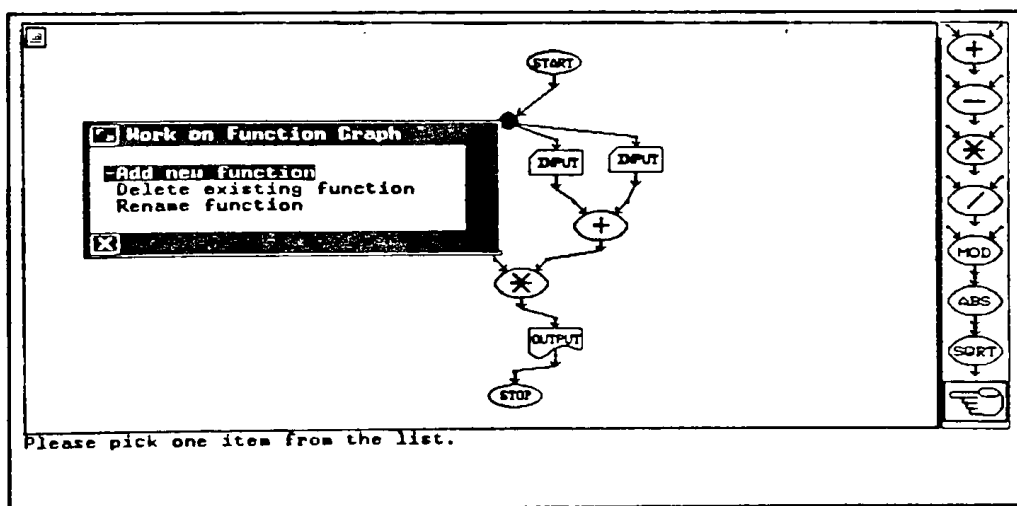 START
Work on Function Graph
-Add new function
Delete existing function
Rename function
INPUT
INPUT
+
*
OUTPUT
STOP
+
-
*
/
MOD
ABS
SQRT
Please pick one item from the list.